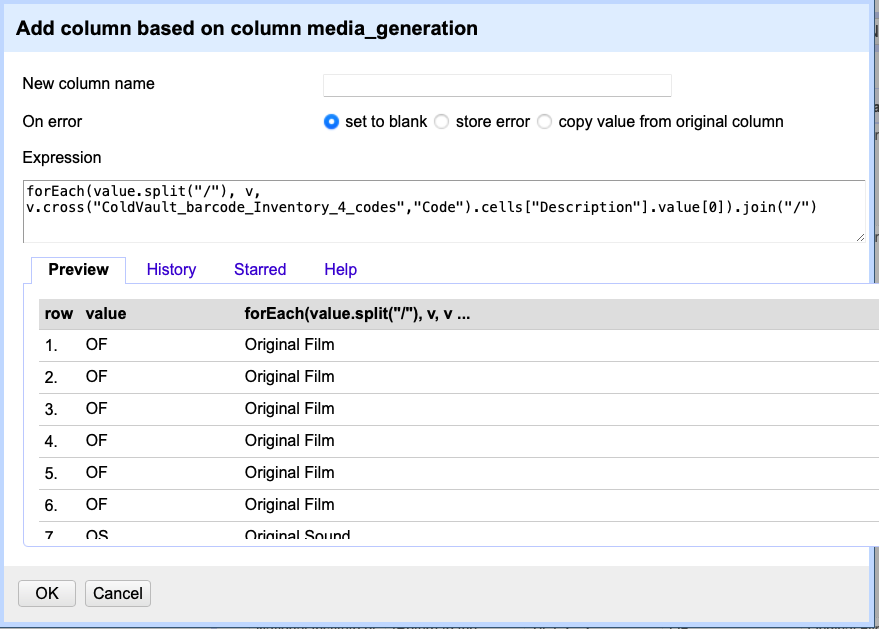 Add column based on column media_generation
New column name
On error set to blank store error copy value from original column
Expression
forEach(value.split("/"), v,
v.cross("ColdVault_barcode_Inventory_4_codes","Code").cells["Description"].value[0]).join("/")
Preview History Starred Help
row value forEach(value.split("/"), v, v ...
1. OF Original Film
2. OF Original Film
3. OF Original Film
4. OF Original Film
5. OF Original Film
6. OF Original Film
7. OS Original Sound
OK Cancel